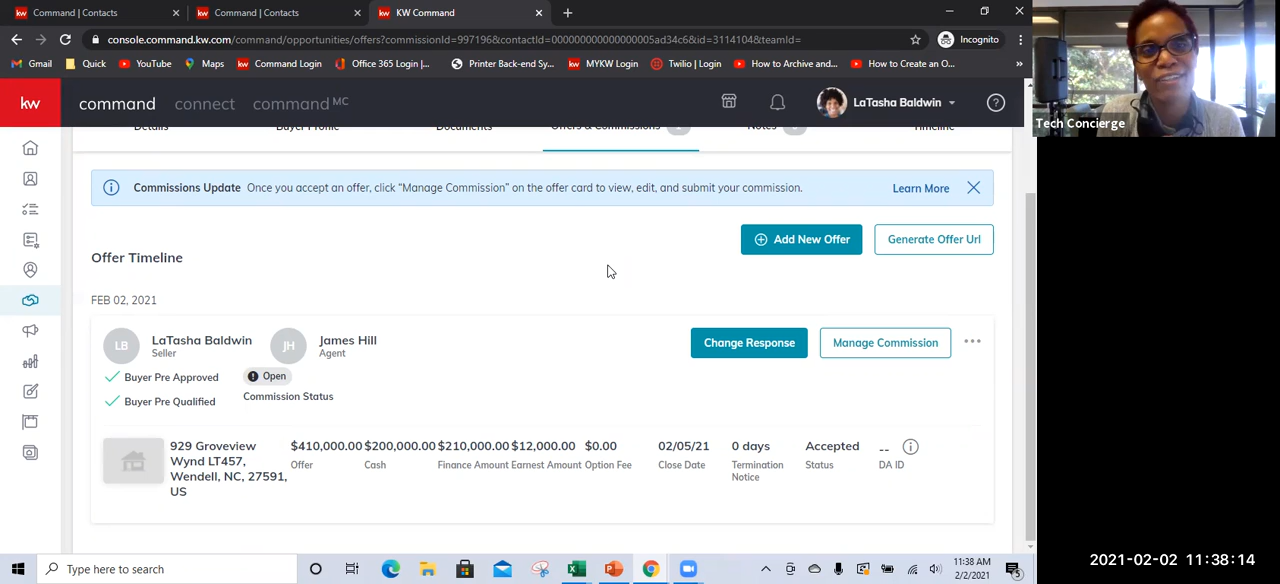 kw Command | Contacts ×
kw Command | Contacts ×
kw KW Command × +
console.command.kw.com/command/opportunities/offers?commissionId=997196&contactId=000000000000000005ad34c6&id=3114104&teamId=
Incognito
Gmail Quick YouTube Maps kw Command Login Office 365 Login |... Printer Back-end Sy... kw MYKW Login Twilio | Login How to Archive and... How to Create an O... »
kw command connect command MC LaTasha Baldwin ?
Tech Concierge
Details Buyer Profile Documents Offers & Commissions Notes Timeline
Commissions Update Once you accept an offer, click “Manage Commission” on the offer card to view, edit, and submit your commission. Learn More
Add New Offer Generate Offer Url
Offer Timeline
FEB 02, 2021
LB LaTasha Baldwin JH James Hill
Seller Agent
Change Response Manage Commission ...
Buyer Pre Approved Open
Commission Status
Buyer Pre Qualified
929 Groveview $410,000.00 $200,000.00 $210,000.00 $12,000.00 $0.00 02/05/21 0 days Accepted --
Wynd LT457, Offer Cash Finance Amount Earnest Amount Option Fee Close Date Termination Status DA ID
Wendell, NC, 27591, Notice
US
Type here to search
11:38 AM
2/2/2021
5
2021-02-02 11:38:14